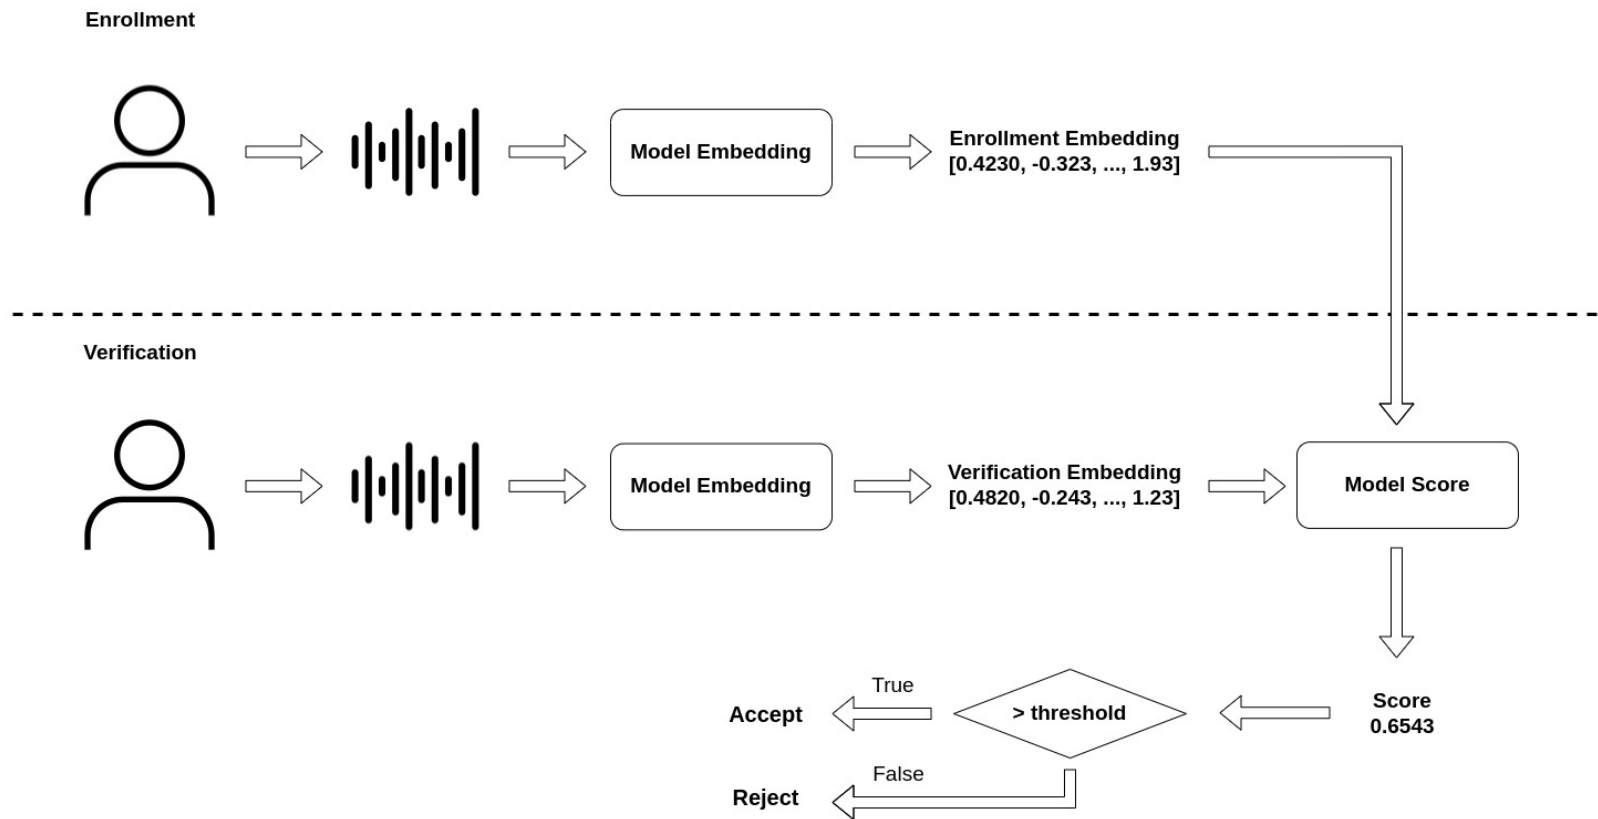 Enrollment
Model Embedding
Enrollment Embedding
[0.4230, -0.323, ..., 1.93]
Verification
Model Embedding
Verification Embedding
[0.4820, -0.243, ..., 1.23]
Model Score
Score
0.6543
> threshold
True
Accept
False
Reject